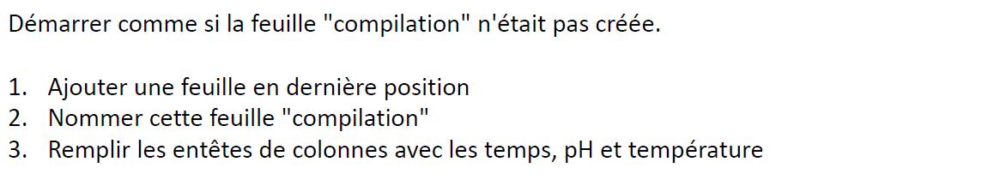 Démarrer comme si la feuille "compilation" n'était pas créée.
1. Ajouter une feuille en dernière position
2. Nommer cette feuille "compilation"
3. Remplir les entêtes de colonnes avec les temps, pH et température